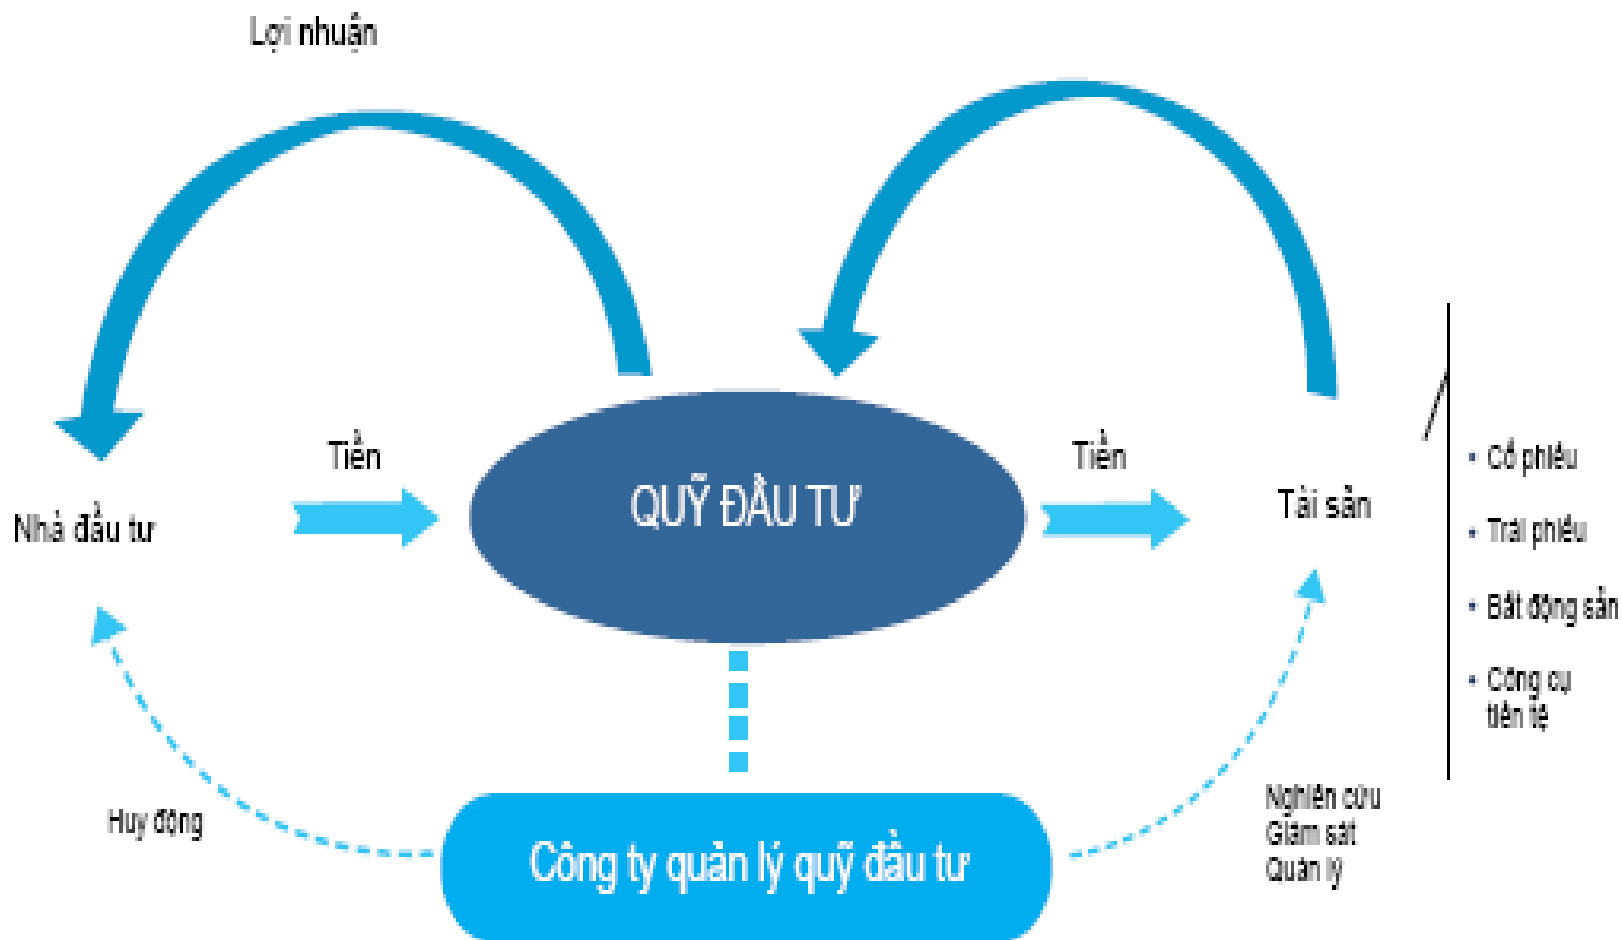 Lợi nhuận
Tiền
Tiền
QUỸ ĐẦU TƯ
Nhà đầu tư
Tài sản
• Cổ phiếu
• Trái phiếu
• Bất động sản
• Công cụ
tiền tệ
Huy động
Nghiên cứu
Giám sát
Quản lý
Công ty quản lý quỹ đầu tư